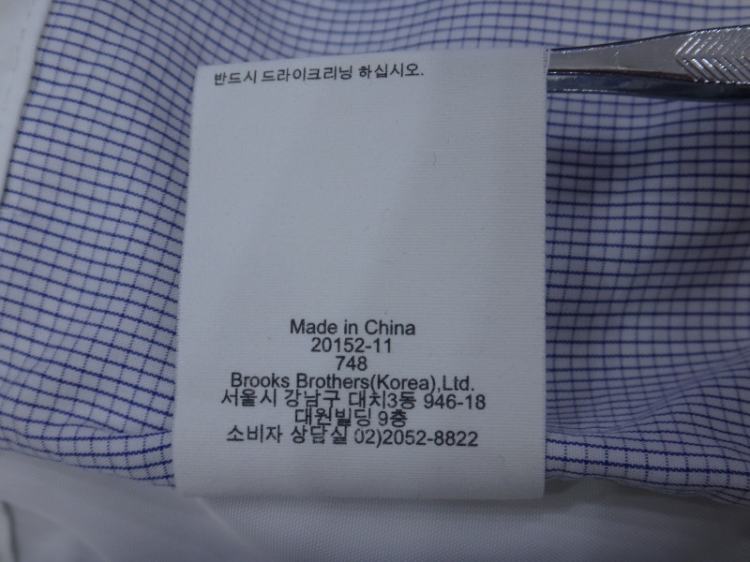 반드시 드라이크리닝 하십시오.
Made in China
20152-11
748
Brooks Brothers(Korea),Ltd.
서울시 강남구 대치3동 946-18
대원빌딩 9층
소비자 상담실 02)2052-8822